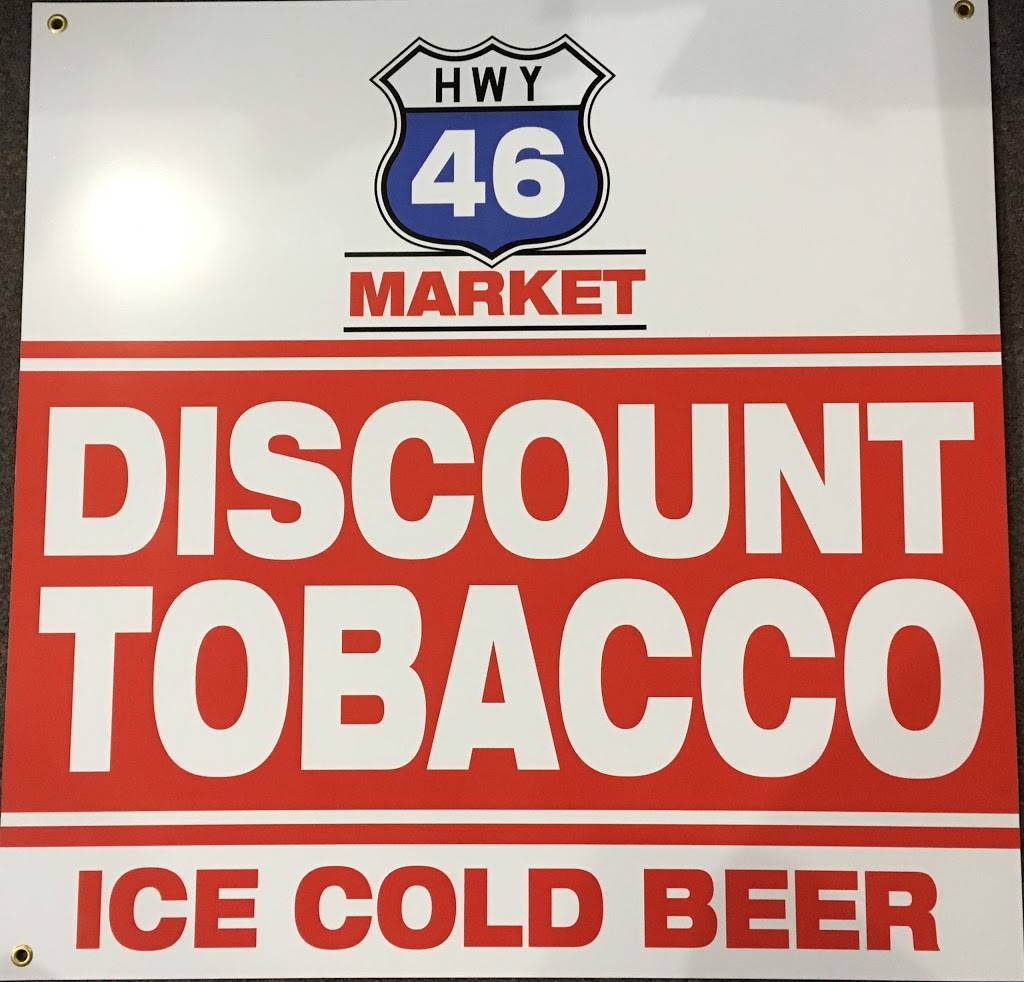 HWY
46
MARKET
DISCOUNT
TOBACCO
ICE COLD BEER